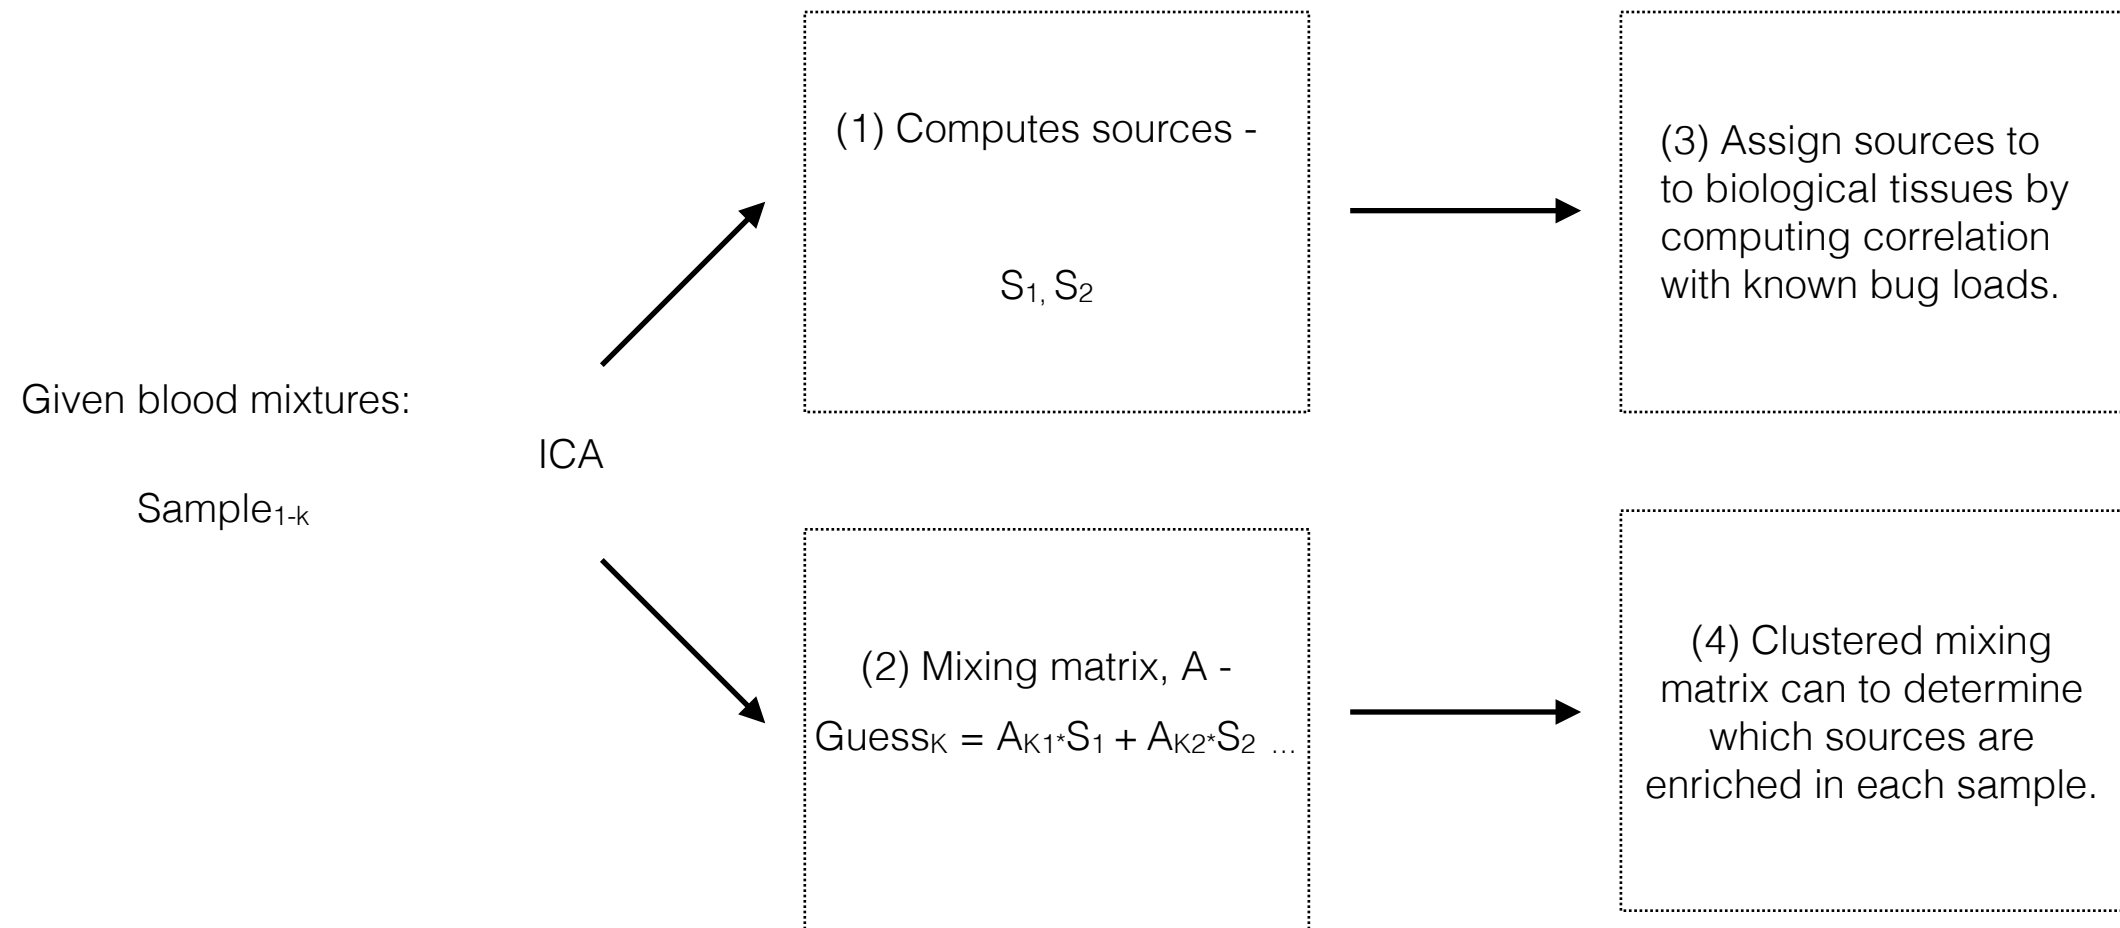 Given blood mixtures:
Sample1-k
ICA
(1) Computes sources -
S1, S2
(2) Mixing matrix, A -
GuessK = AK1*S1 + AK2*S2 ...
(3) Assign sources to
to biological tissues by
computing correlation
with known bug loads.
(4) Clustered mixing
matrix can to determine
which sources are
enriched in each sample.